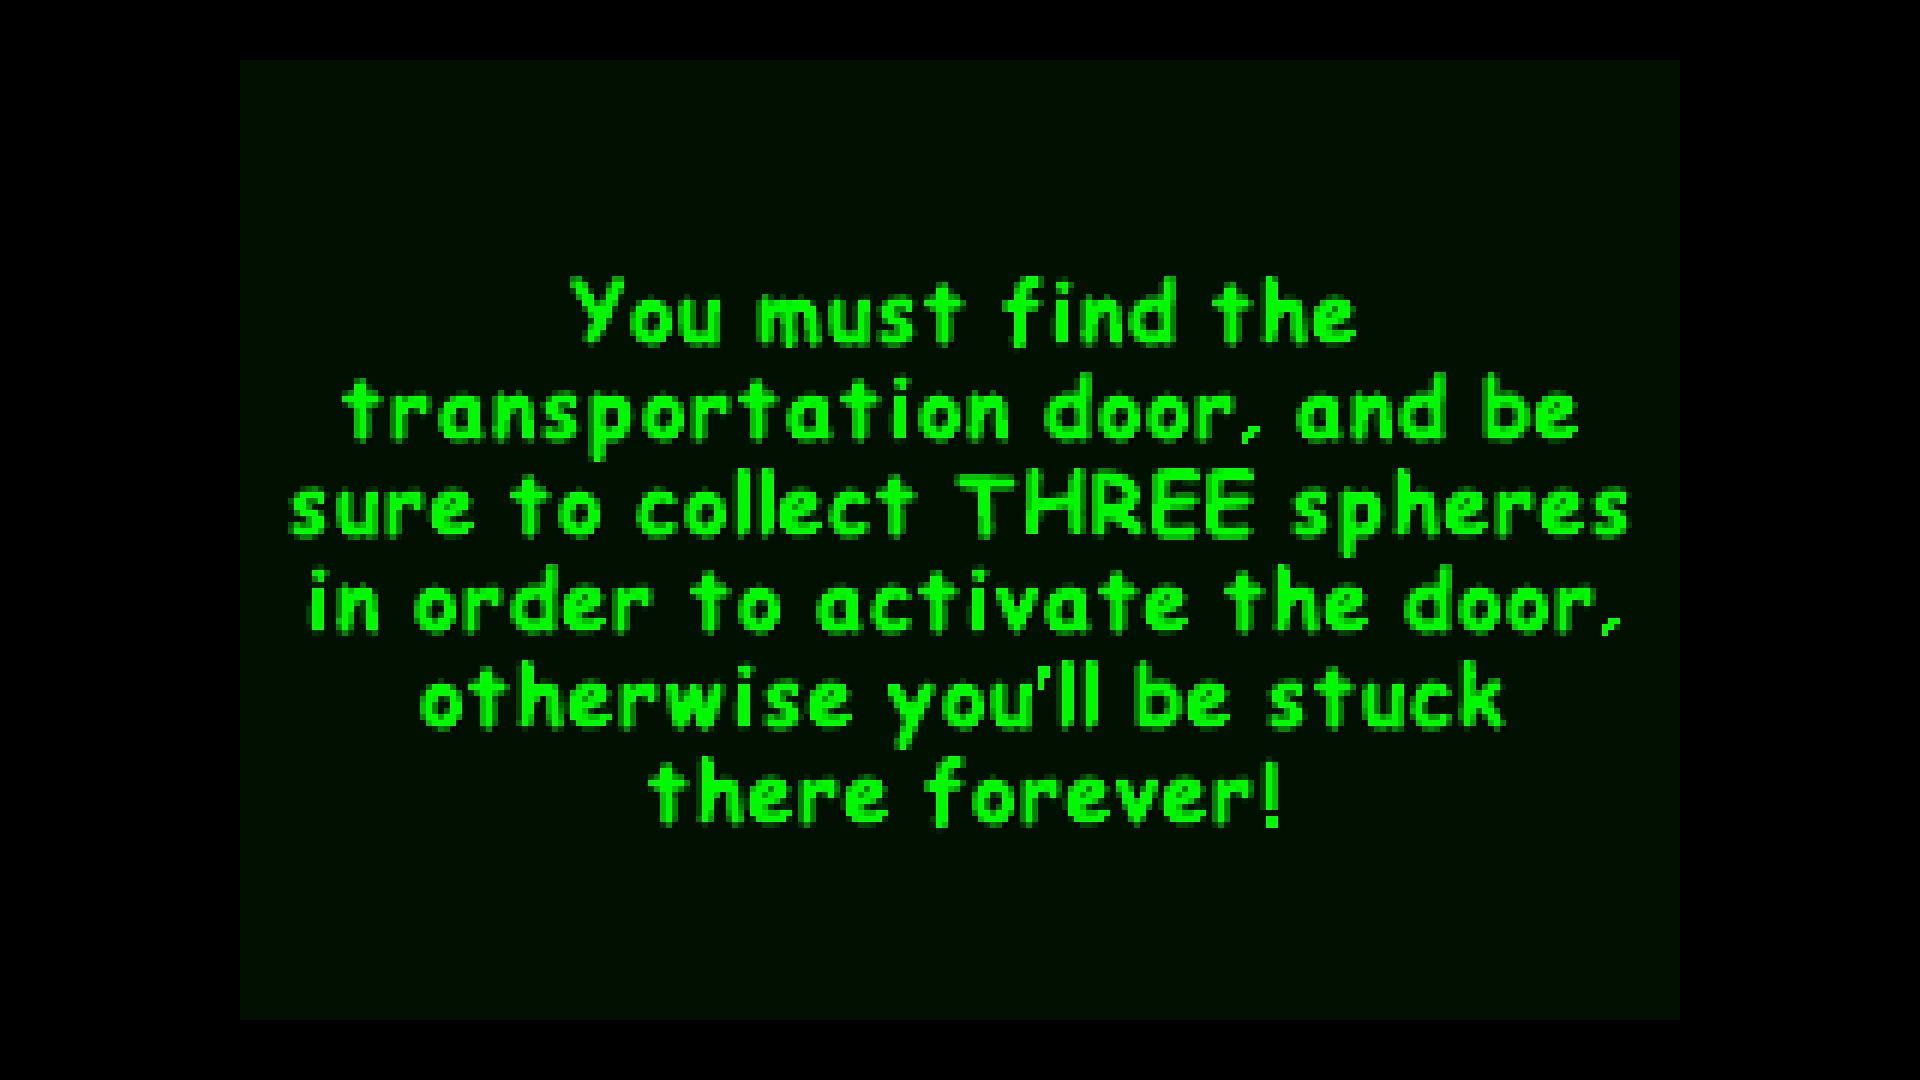 You must find the
transportation door, and be
sure to collect THREE spheres
in order to activate the door,
otherwise you'll be stuck
there forever!